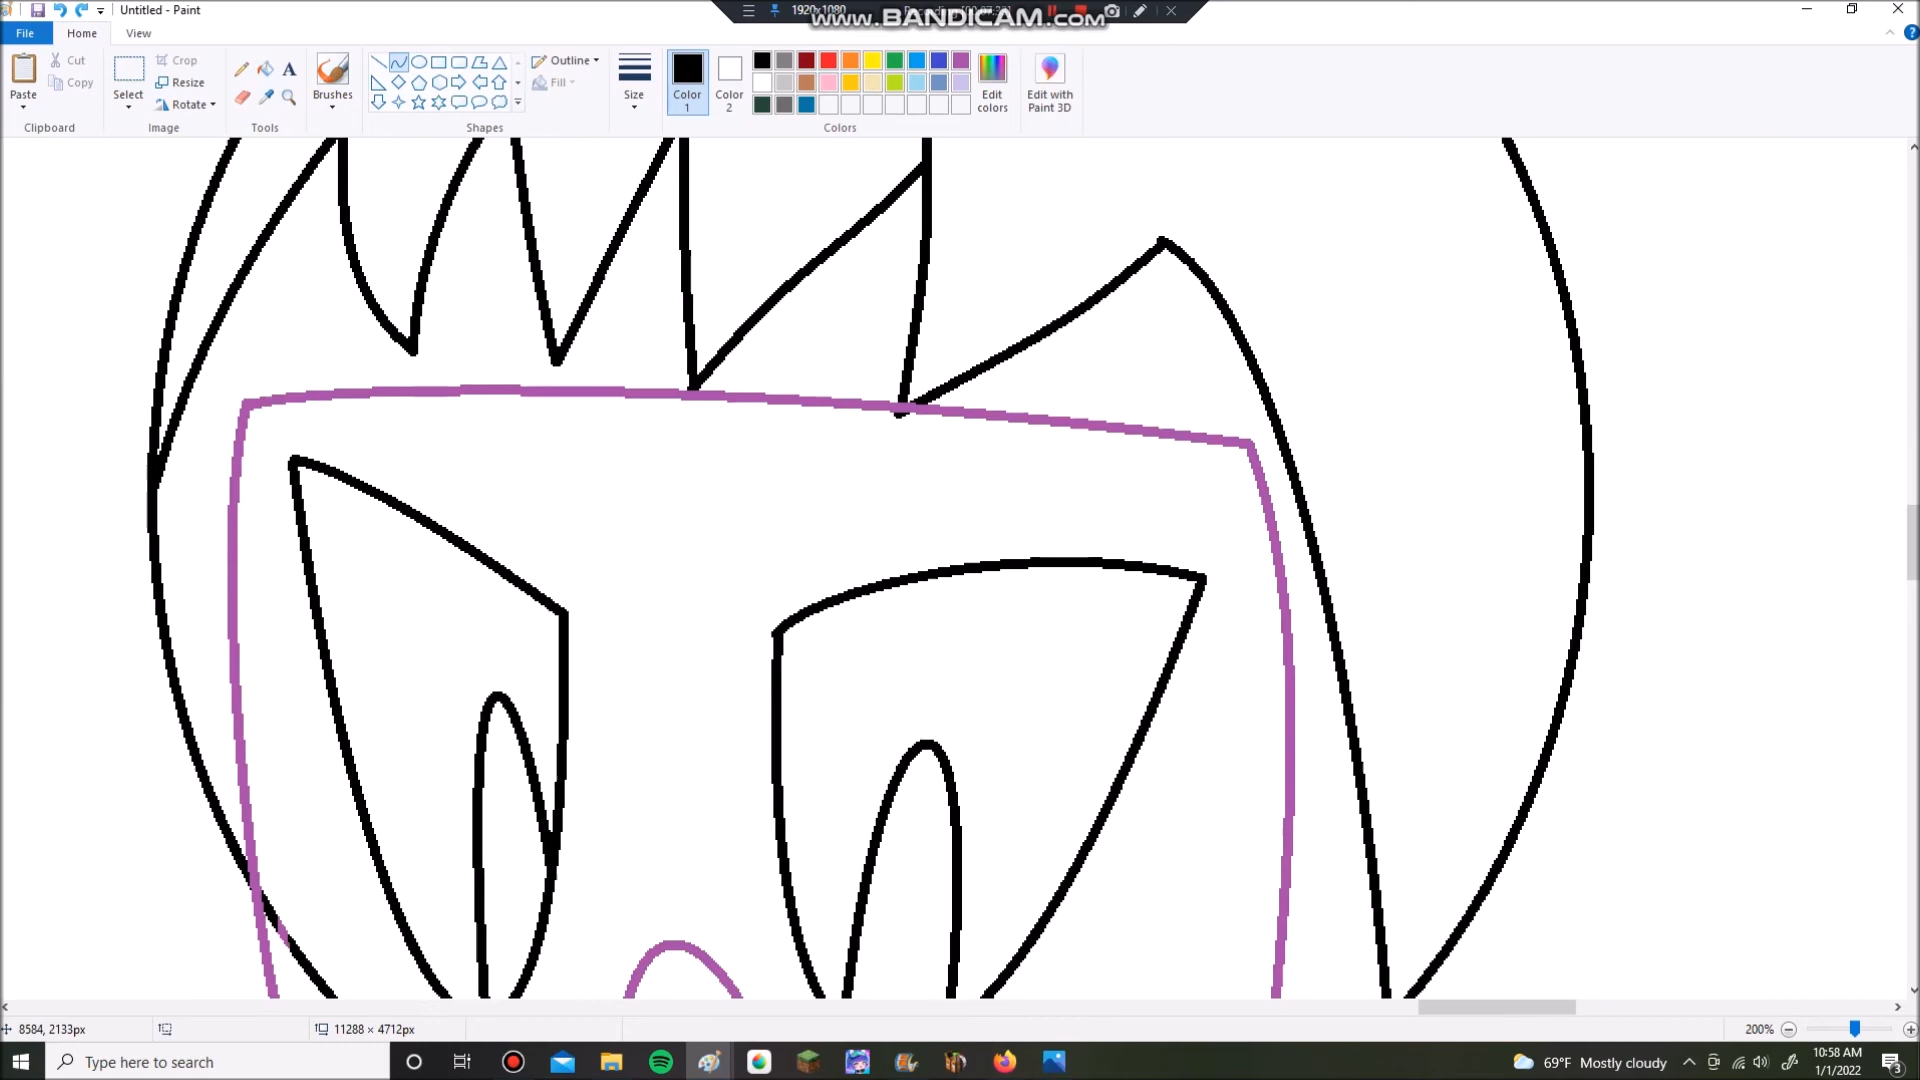 Untitled - Paint
1920x1080
www.BANDICAM.com
File
Home
View
Paste
Cut
Copy
Clipboard
Select
Crop
Resize
Rotate
Image
Tools
Brushes
Outline
Fill
Shapes
Size
Color 1
Color 2
Edit colors
Colors
Edit with Paint 3D
8584, 2133px
11288 × 4712px
200%
Type here to search
69°F Mostly cloudy
10:58 AM
1/1/2022
3